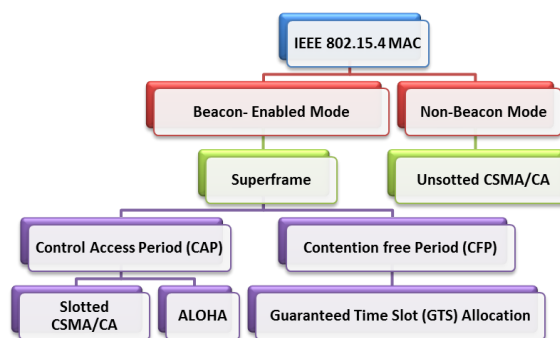 IEEE 802.15.4 MAC
Beacon- Enabled Mode
Non-Beacon Mode
Superframe
Unsotted CSMA/CA
Control Access Period (CAP)
Contention free Period (CFP)
Slotted
CSMA/CA
ALOHA
Guaranteed Time Slot (GTS) Allocation